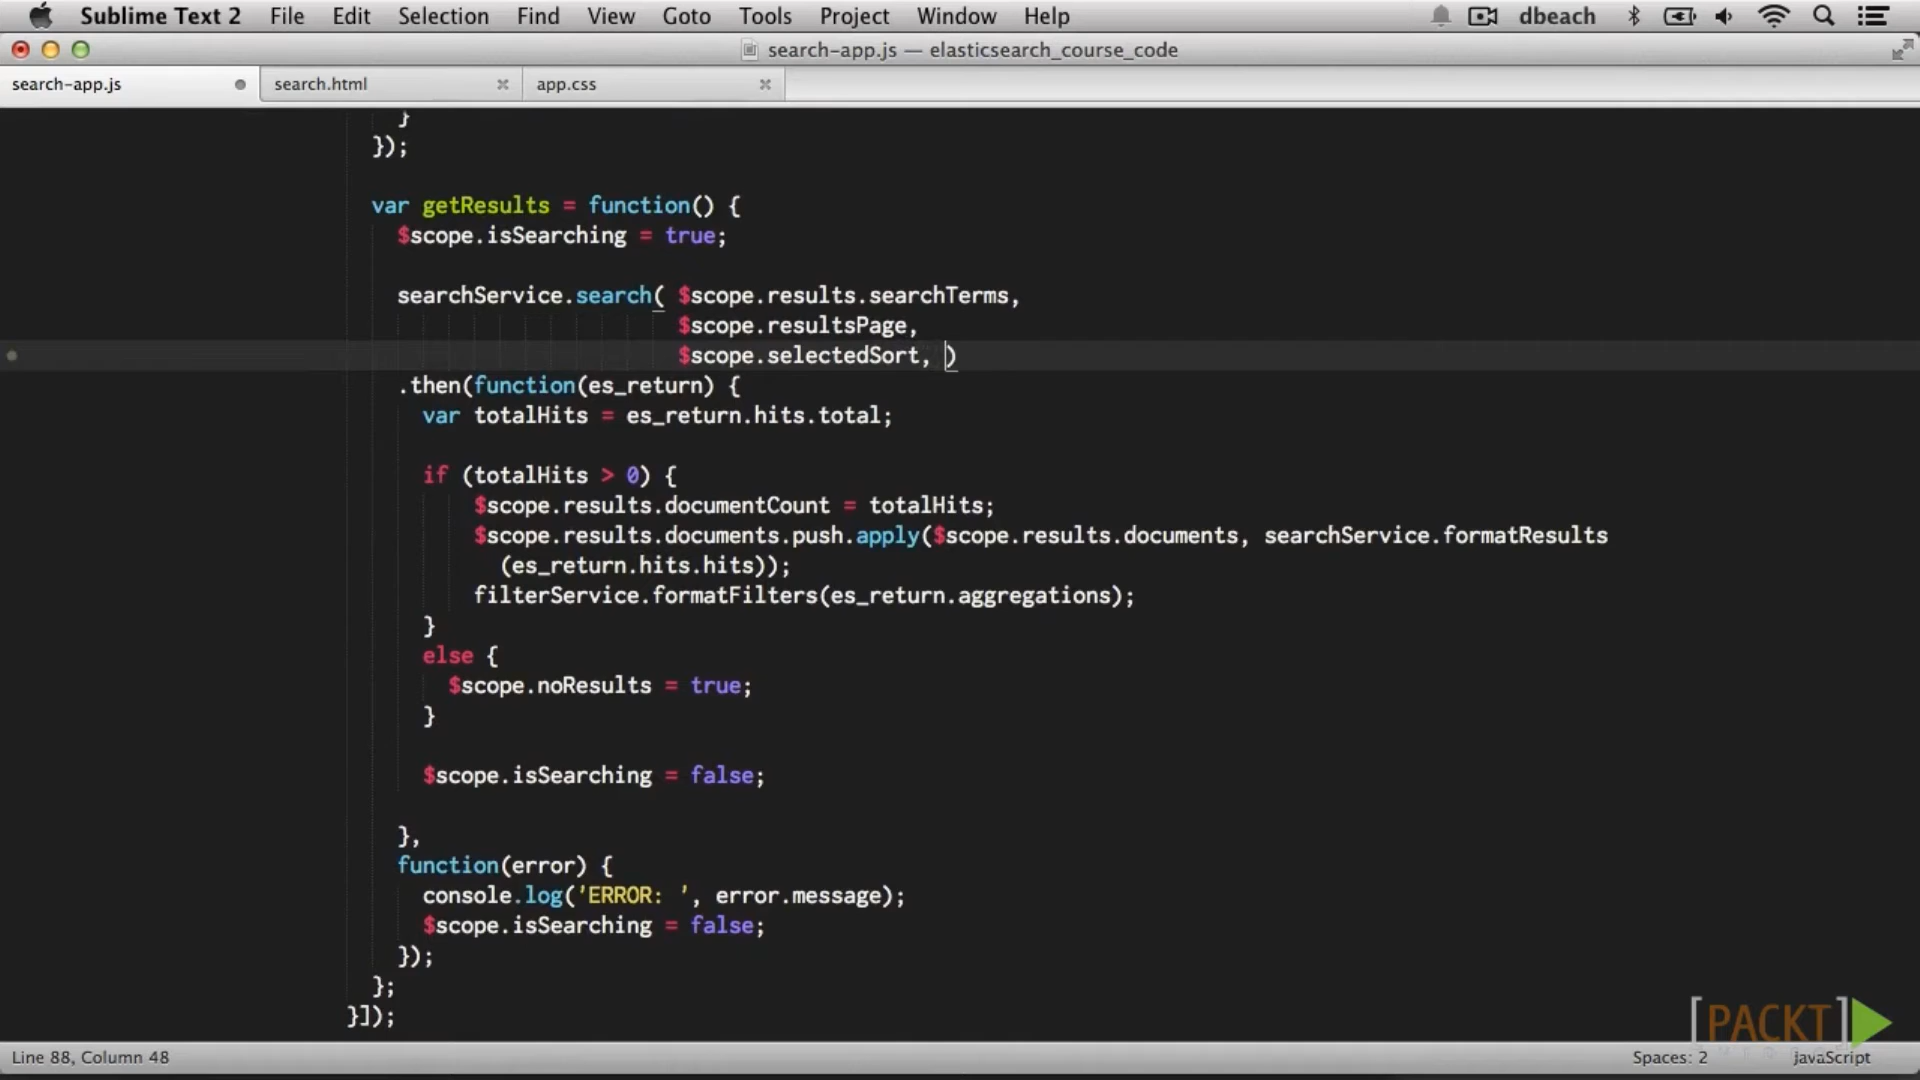 Sublime Text 2 File Edit Selection Find View Goto Tools Project Window Help dbeach
search-app.js — elasticsearch_course_code
search-app.js search.html app.css
}
});
var getResults = function() {
$scope.isSearching = true;
searchService.search( $scope.results.searchTerms,
$scope.resultsPage,
$scope.selectedSort, )
.then(function(es_return) {
var totalHits = es_return.hits.total;
if (totalHits > 0) {
$scope.results.documentCount = totalHits;
$scope.results.documents.push.apply($scope.results.documents, searchService.formatResults
(es_return.hits.hits));
filterService.formatFilters(es_return.aggregations);
}
else {
$scope.noResults = true;
}
$scope.isSearching = false;
},
function(error) {
console.log('ERROR: ', error.message);
$scope.isSearching = false;
});
};
}]);
[PACKT]
Line 88, Column 48 Spaces: 2 JavaScript